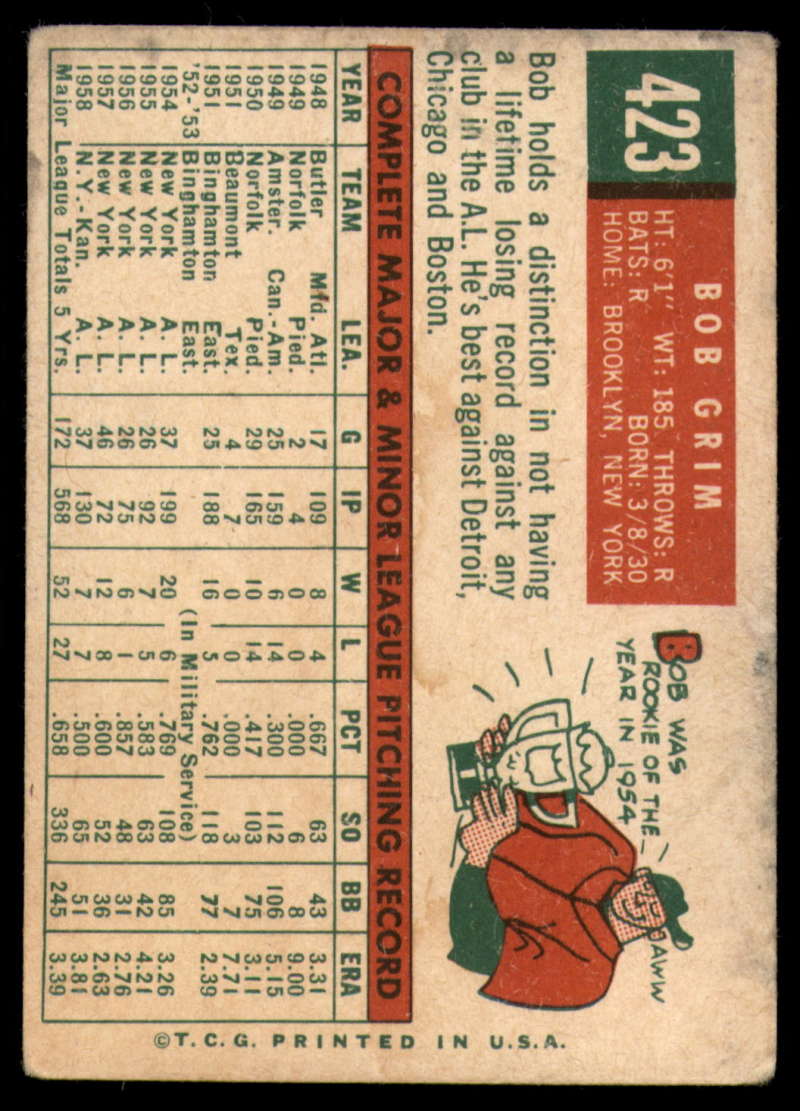 423
BOB GRIM
HT: 6'1" WT: 185 THROWS: R
BATS: R BORN: 3/8/30
HOME: BROOKLYN, NEW YORK
BOB WAS
ROOKIE OF THE
YEAR IN 1954
AWW
Bob holds a distinction in not having
a lifetime losing record against any
club in the A.L. He's best against Detroit,
Chicago and Boston.
COMPLETE MAJOR & MINOR LEAGUE PITCHING RECORD
YEAR TEAM LEA. G IP W L PCT SO BB ERA
1948 Butler Mid. Atl. 17 109 8 4 .667 63 43 3.31
1949 Norfolk Pied. 2 4 0 0 .000 6 8 9.00
1949 Amster. Can.-Am. 25 159 6 14 .300 112 106 5.15
1950 Norfolk Pied. 29 165 10 14 .417 103 75 3.11
1951 Beaumont Tex. 4 7 0 0 .000 3 7 7.71
1951 Binghamton East. 25 188 16 5 .762 118 77 2.39
'52-'53 Binghamton East. (In Military Service)
1954 New York A. L. 37 199 20 6 .769 108 85 3.26
1955 New York A. L. 26 92 7 5 .583 63 42 4.21
1956 New York A. L. 26 75 6 1 .857 48 31 2.76
1957 New York A. L. 46 72 12 8 .600 52 36 2.63
1958 N.Y.-Kan. A. L. 37 130 7 7 .500 65 51 3.81
Major League Totals 5 Yrs. 172 568 52 27 .658 336 245 3.39
©T.C.G. PRINTED IN U.S.A.